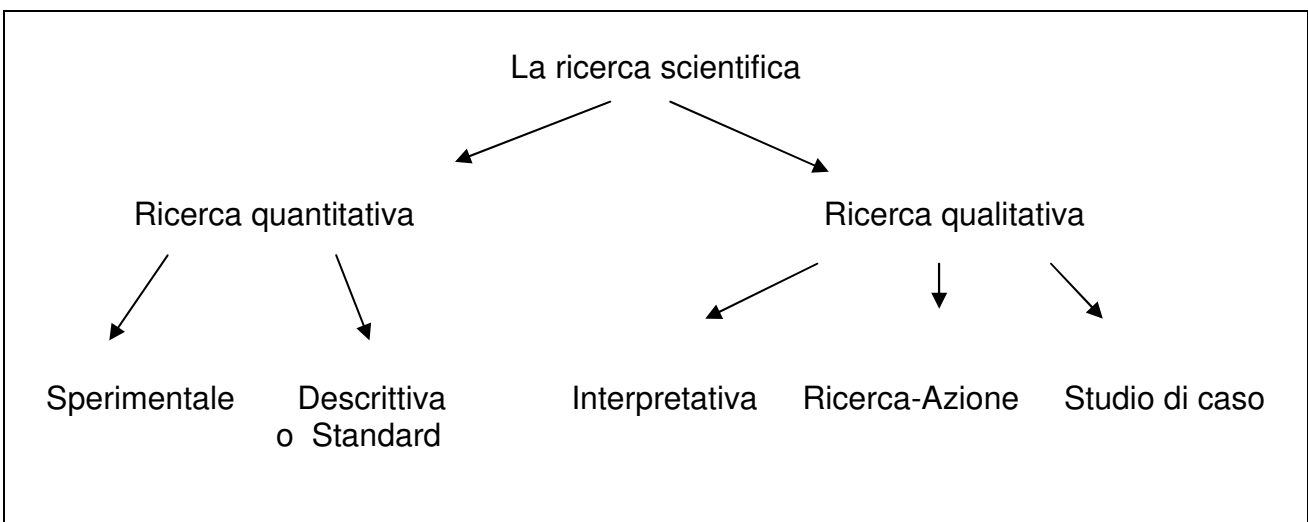 La ricerca scientifica
Ricerca quantitativa
Ricerca qualitativa
Sperimentale
Descrittiva
o Standard
Interpretativa
Ricerca-Azione
Studio di caso